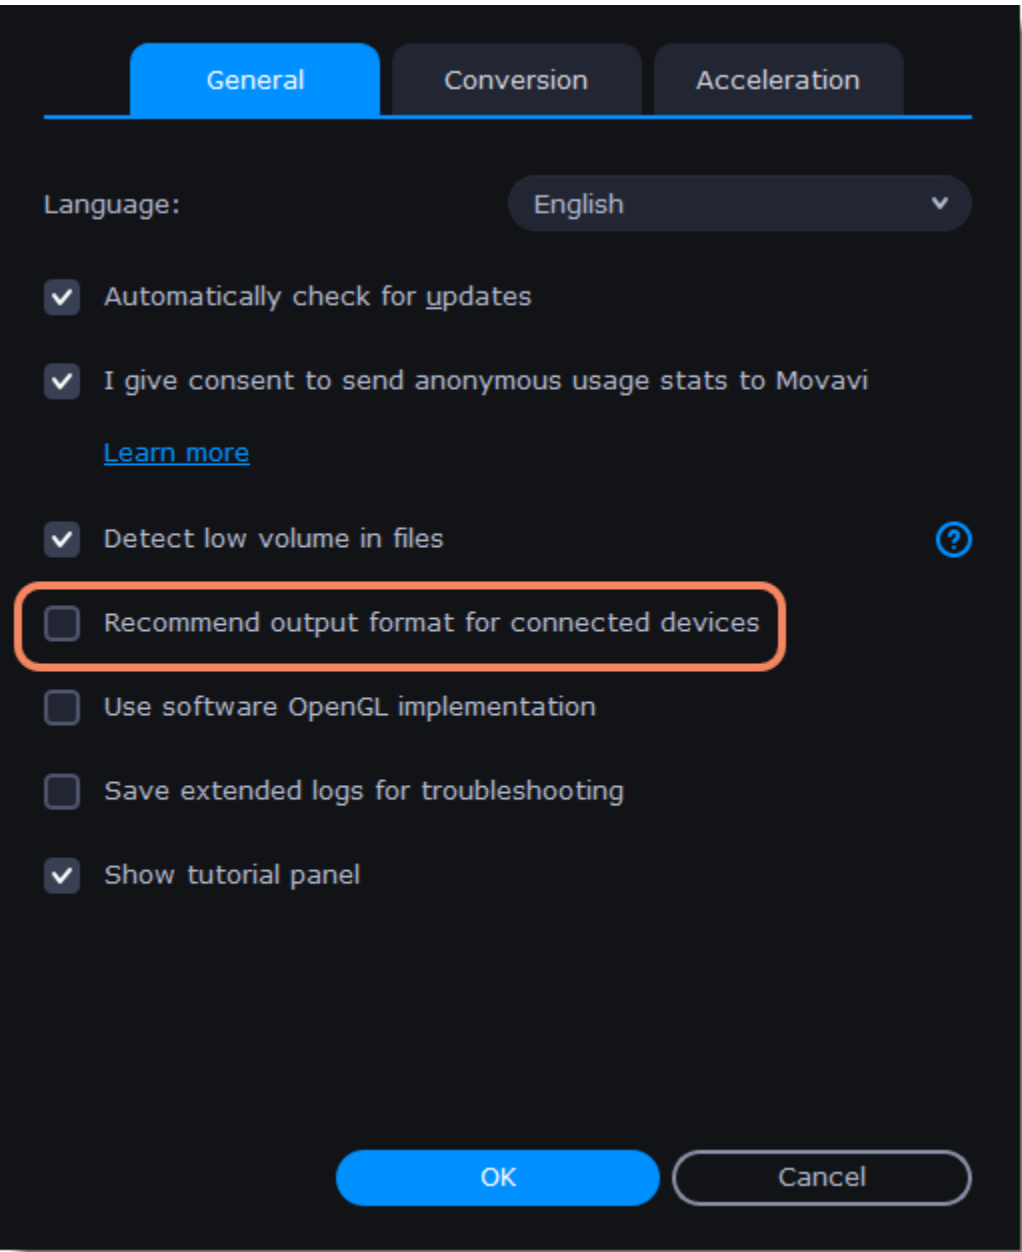 General Conversion Acceleration
Language: English
Automatically check for updates
I give consent to send anonymous usage stats to Movavi
Learn more
Detect low volume in files ?
Recommend output format for connected devices
Use software OpenGL implementation
Save extended logs for troubleshooting
Show tutorial panel
OK Cancel